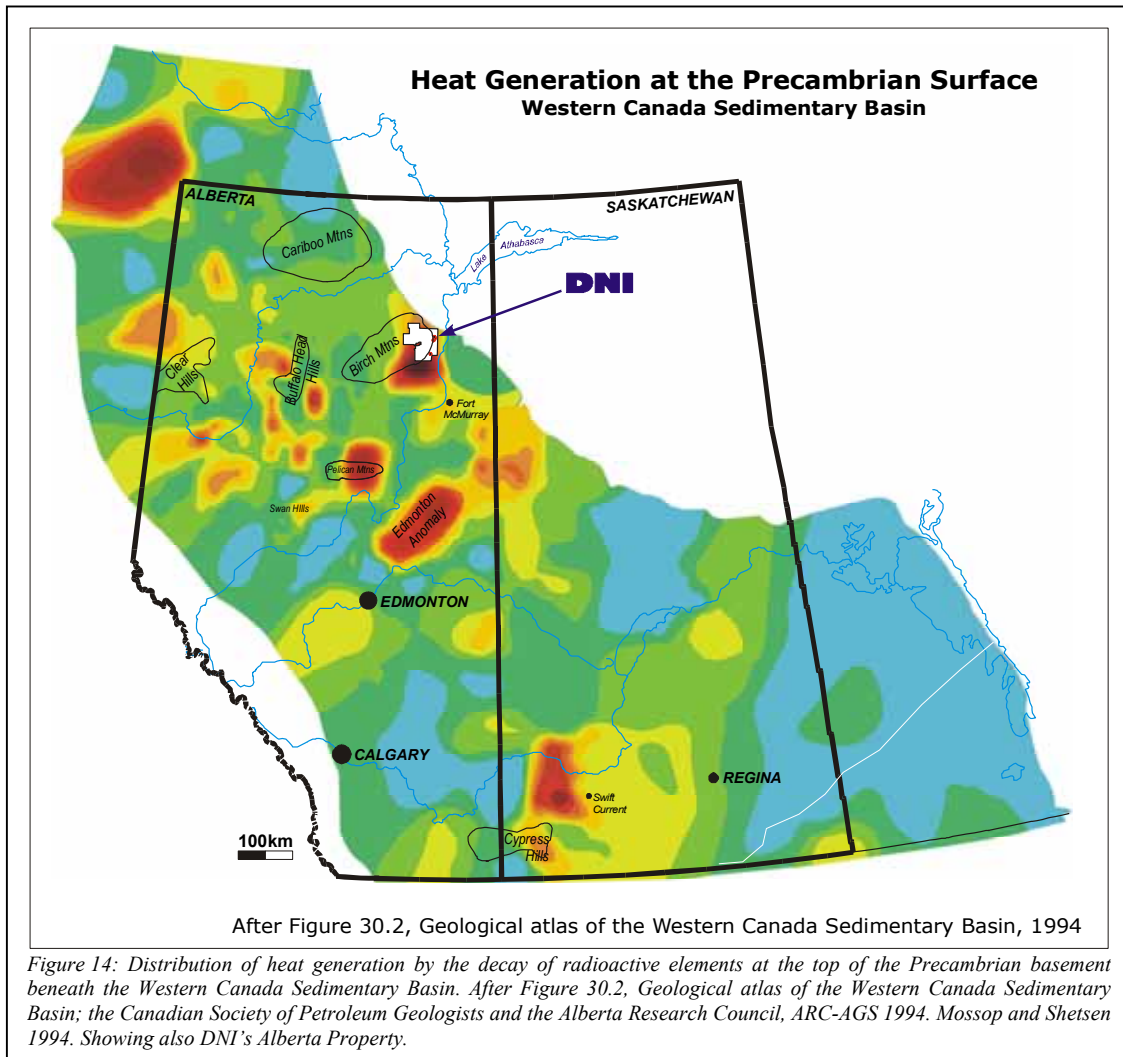 Heat Generation at the Precambrian Surface
Western Canada Sedimentary Basin
ALBERTA
SASKATCHEWAN
Cariboo Mtns
Lake Athabasca
DNI
Birch Mtns
Clear
Hills
Buffalo Head
Hills
Fort
McMurray
Pelican Mtns
Swan HIlls
Edmonton
Anomaly
EDMONTON
CALGARY
REGINA
Swift
Current
Cypress
Hills
100km
After Figure 30.2, Geological atlas of the Western Canada Sedimentary Basin, 1994
Figure 14: Distribution of heat generation by the decay of radioactive elements at the top of the Precambrian basement
beneath the Western Canada Sedimentary Basin. After Figure 30.2, Geological atlas of the Western Canada Sedimentary
Basin; the Canadian Society of Petroleum Geologists and the Alberta Research Council, ARC-AGS 1994. Mossop and Shetsen
1994. Showing also DNI's Alberta Property.